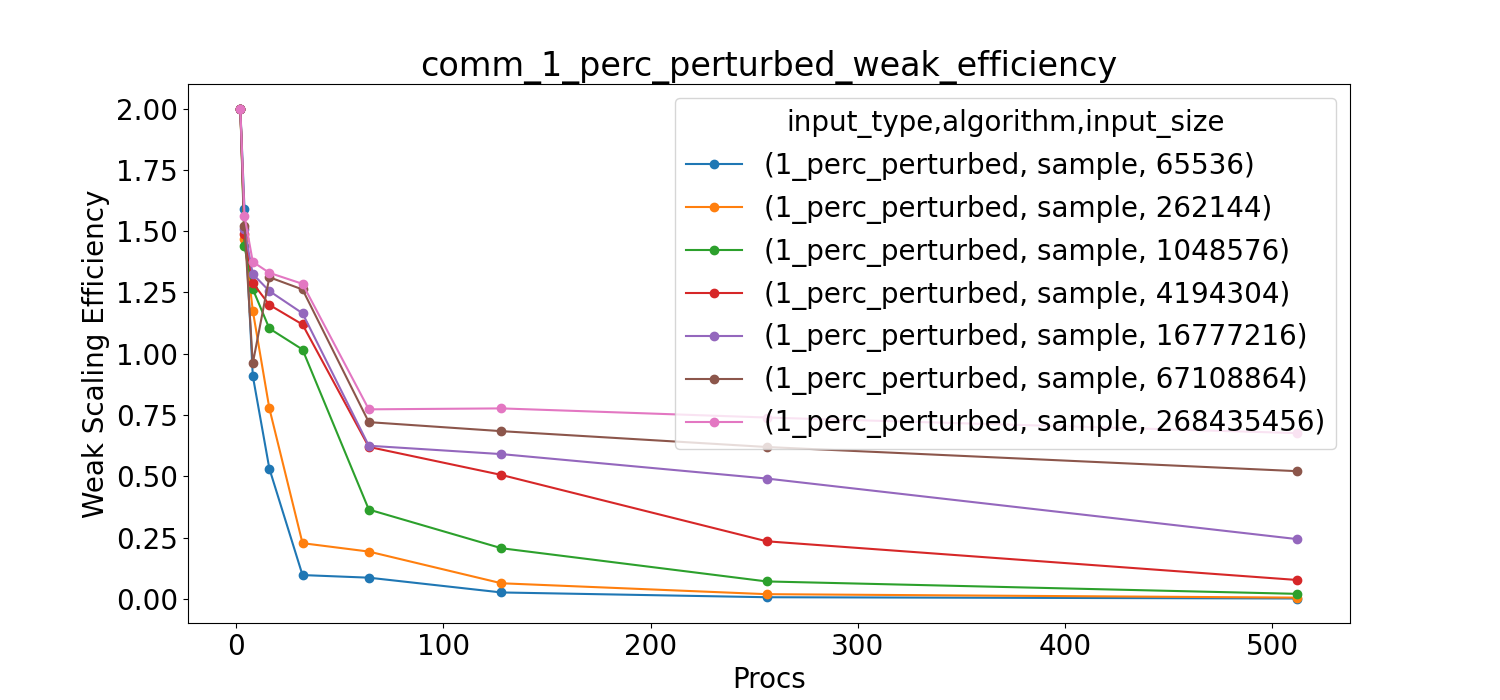 comm_1_perc_perturbed_weak_efficiency
input_type,algorithm,input_size
(1_perc_perturbed, sample, 65536)
(1_perc_perturbed, sample, 262144)
(1_perc_perturbed, sample, 1048576)
(1_perc_perturbed, sample, 4194304)
(1_perc_perturbed, sample, 16777216)
(1_perc_perturbed, sample, 67108864)
(1_perc_perturbed, sample, 268435456)
Weak Scaling Efficiency
2.00
1.75
1.50
1.25
1.00
0.75
0.50
0.25
0.00
0 100 200 300 400 500
Procs